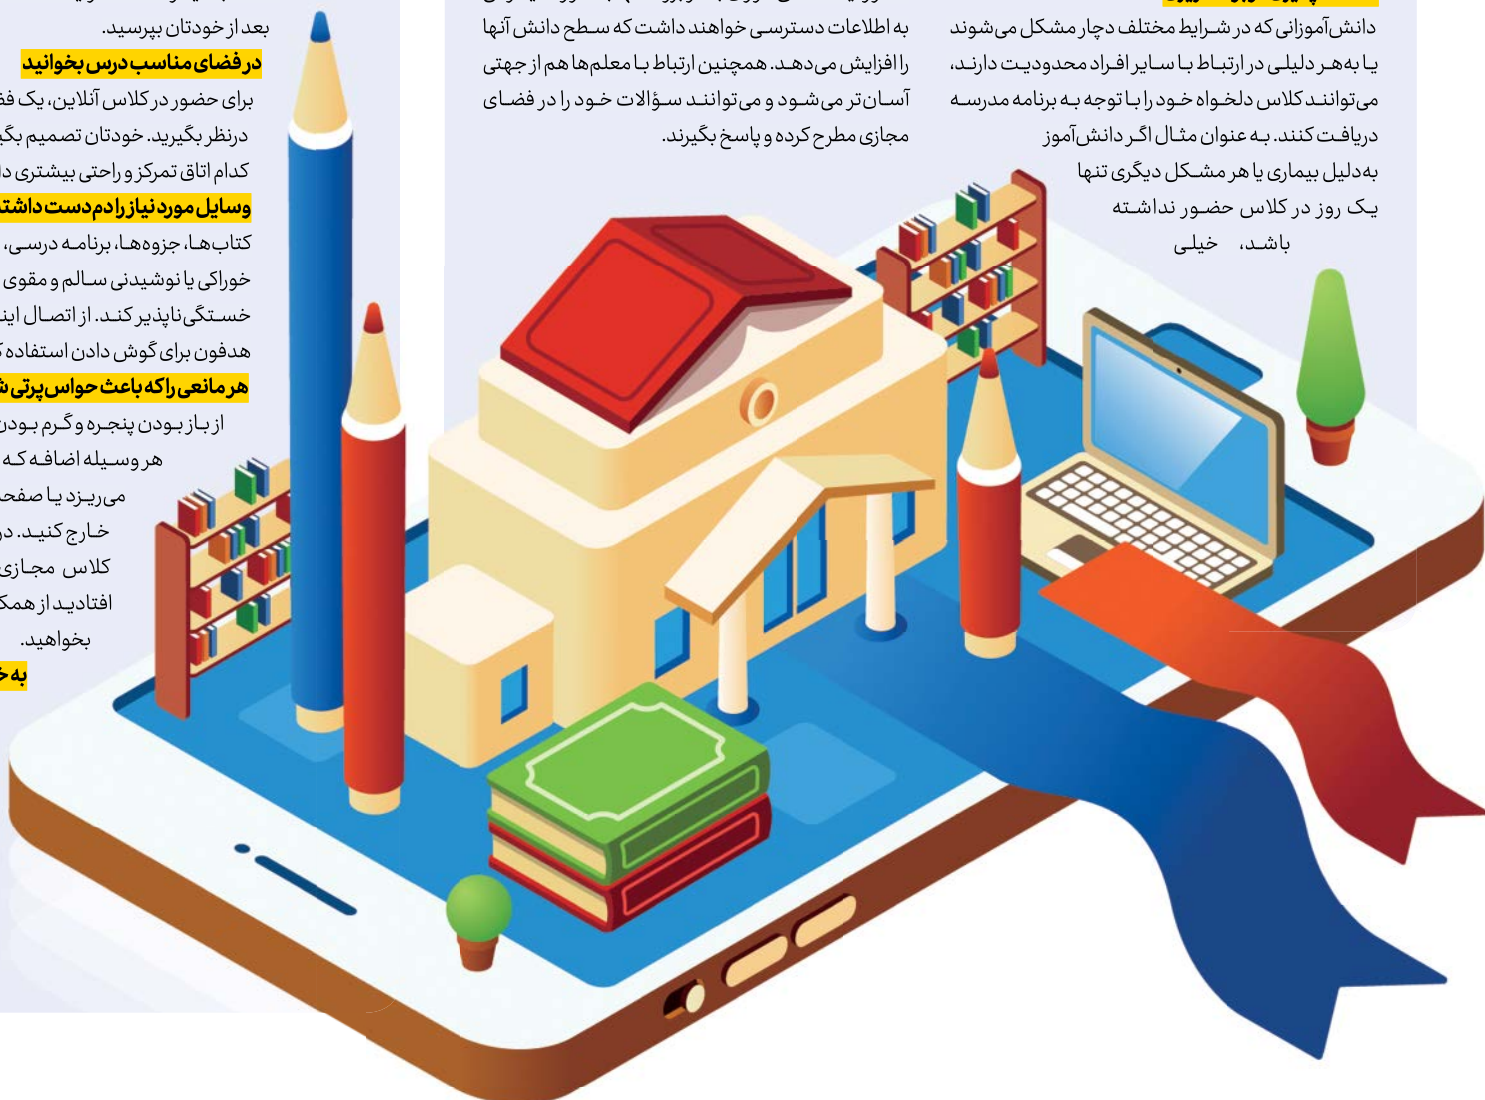 دانش‌آموزانی که در شرایط مختلف دچار مشکل می‌شوند
یا به‌هر دلیلی در ارتباط با سایر افراد محدودیت دارند،
می‌توانند کلاس دلخواه خود را با توجه به برنامه مدرسه
دریافت کنند. به عنوان مثال اگر دانش‌آموز
به‌دلیل بیماری یا هر مشکل دیگری تنها
یک روز در کلاس حضور نداشته
باشد، خیلی
به اطلاعات دسترسی خواهند داشت که سطح دانش آنها
را افزایش می‌دهد. همچنین ارتباط با معلم‌ها هم از جهتی
آسان‌تر می‌شود و می‌توانند سؤالات خود را در فضای
مجازی مطرح کرده و پاسخ بگیرند.
بعد از خودتان بپرسید.
در فضای مناسب درس بخوانید
برای حضور در کلاس آنلاین، یک
درنظر بگیرید. خودتان تصمیم
کدام اتاق تمرکز و راحتی بیشتری
وسایل مورد نیاز را دم‌دست
کتاب‌ها، جزوه‌ها، برنامه درسی،
خوراکی یا نوشیدنی سالم و مقوی
خستگی‌ناپذیر کند. از اتصال
هدفون برای گوش دادن استفاده
هر مانعی را که باعث حواس‌پرتی
از باز بودن پنجره و گرم بودن
هر وسیله اضافه که
می‌ریزد یا
خارج کنید.
کلاس مجازی
افتادید از
بخواهید.
به